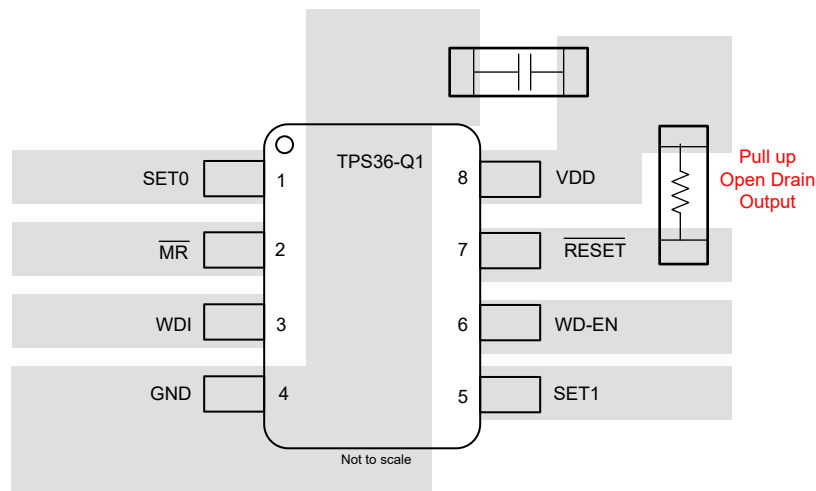 TPS36-Q1
SET0 1
8 VDD
Pull up
Open Drain
Output
MR 2
7 RESET
WDI 3
6 WD-EN
GND 4
5 SET1
Not to scale